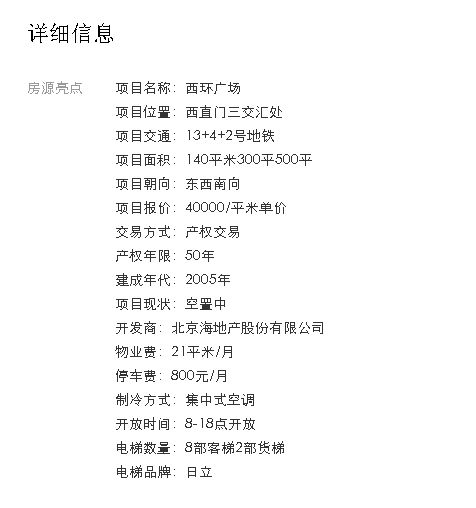 详细信息
房源亮点
项目名称：西环广场
项目位置：西直门三交汇处
项目交通：13+4+2号地铁
项目面积：140平米300平500平
项目朝向：东西南向
项目报价：40000/平米单价
交易方式：产权交易
产权年限：50年
建成年代：2005年
项目现状：空置中
开发商：北京海地产股份有限公司
物业费：21平米/月
停车费：800元/月
制冷方式：集中式空调
开放时间：8-18点开放
电梯数量：8部客梯2部货梯
电梯品牌：日立